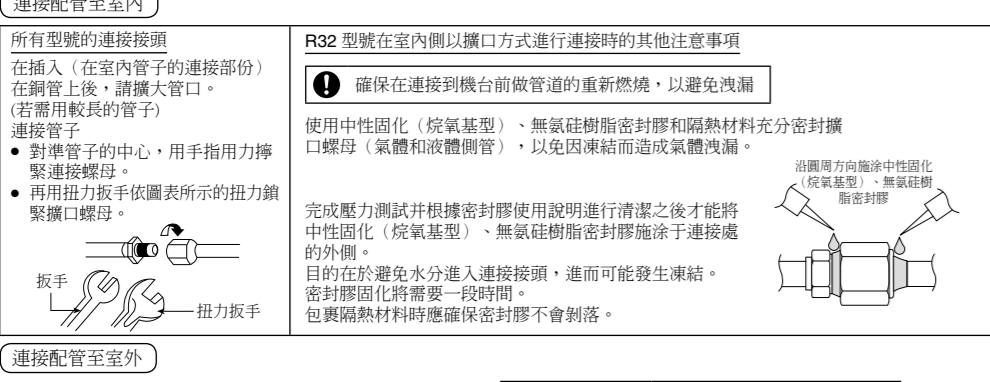 連接配管至室內
所有型號的連接接頭
在插入（在室內管子的連接部份）
在銅管上後，請擴大管口。
(若需用較長的管子)
連接管子
● 對準管子的中心，用手指用力擰
緊連接螺母。
● 再用扭力扳手依圖表所示的扭力鎖
緊擴口螺母。
扳手
扭力扳手
R32 型號在室內側以擴口方式進行連接時的其他注意事項
確保在連接到機台前做管道的重新燃燒，以避免洩漏
使用中性固化（烷氧基型）、無氨硅樹脂密封膠和隔熱材料充分密封擴
口螺母（氣體和液體側管），以免因凍結而造成氣體洩漏。
完成壓力測試并根據密封膠使用說明進行清潔之後才能將
中性固化（烷氧基型）、無氨硅樹脂密封膠施涂于連接處
的外側。
目的在於避免水分進入連接接頭，進而可能發生凍結。
密封膠固化將需要一段時間。
包裹隔熱材料時應確保密封膠不會剝落。
沿圓周方向施涂中性固化
（烷氧基型）、無氨硅樹
脂密封膠
連接配管至室外